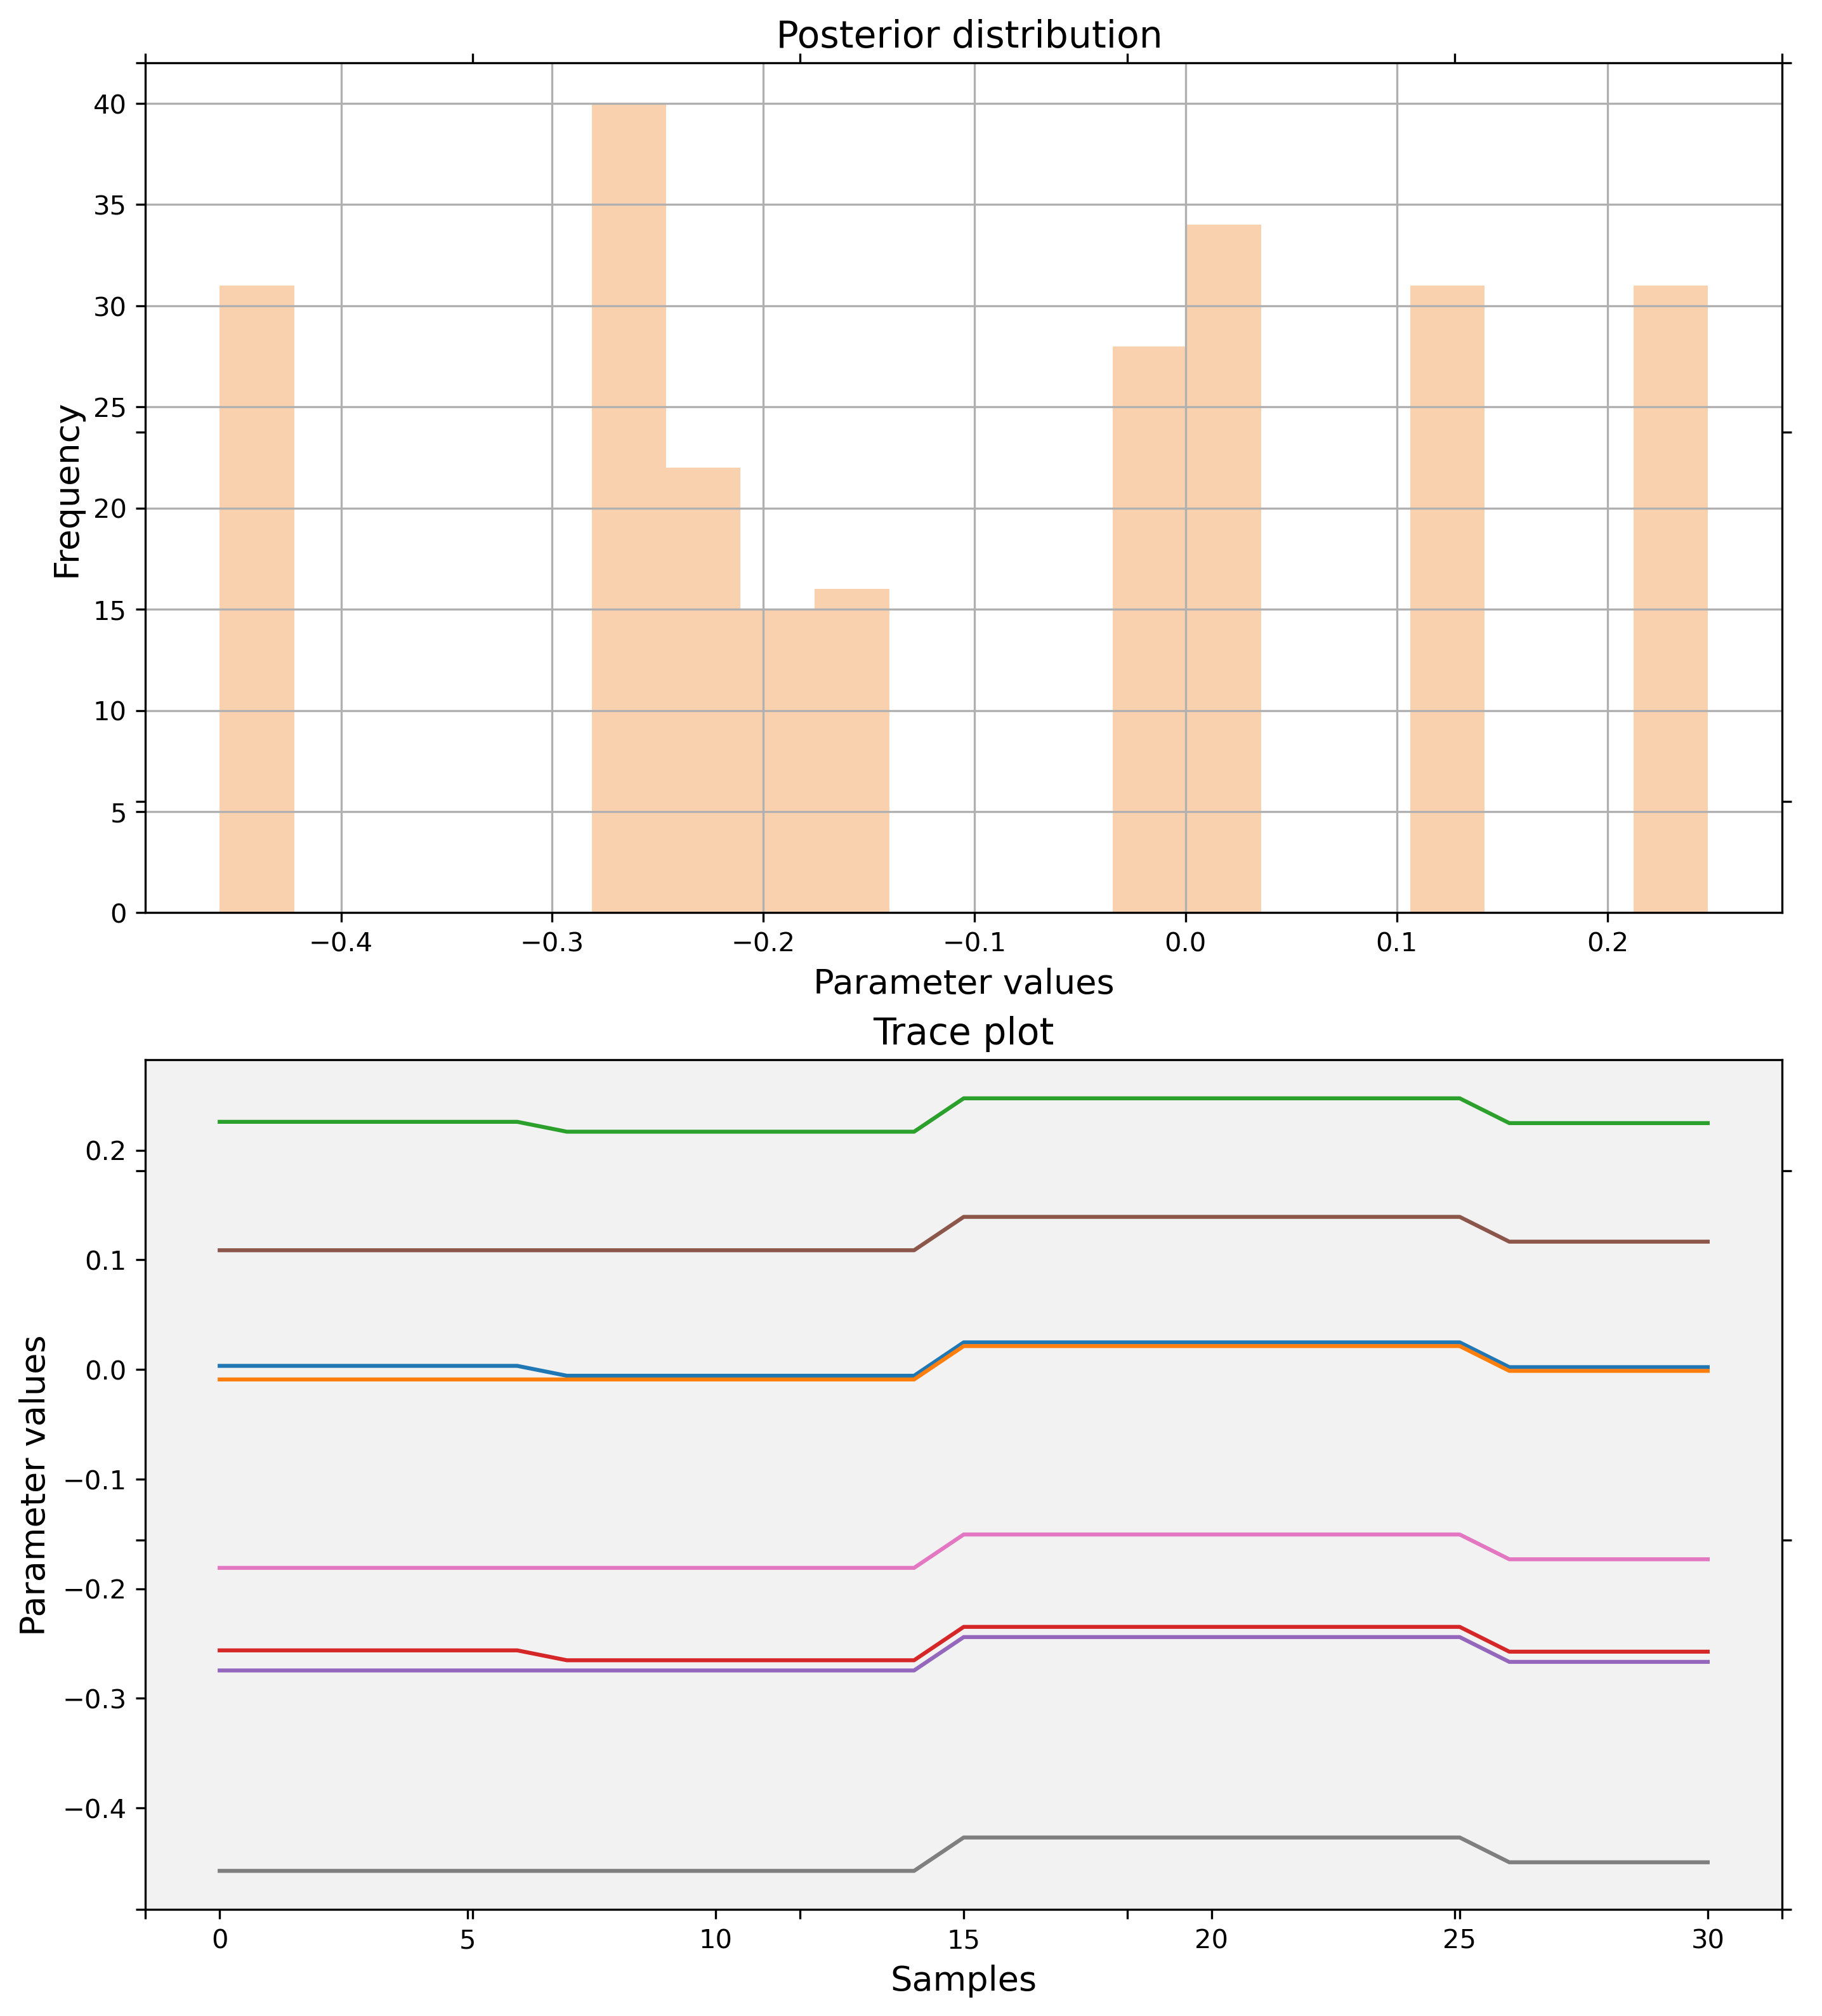 Posterior distribution
40
35
30
25
20
15
10
5
0
Frequency
−0.4 −0.3 −0.2 −0.1 0.0 0.1 0.2
Parameter values
Trace plot
0.2
0.1
0.0
−0.1
−0.2
−0.3
−0.4
Parameter values
0 5 10 15 20 25 30
Samples